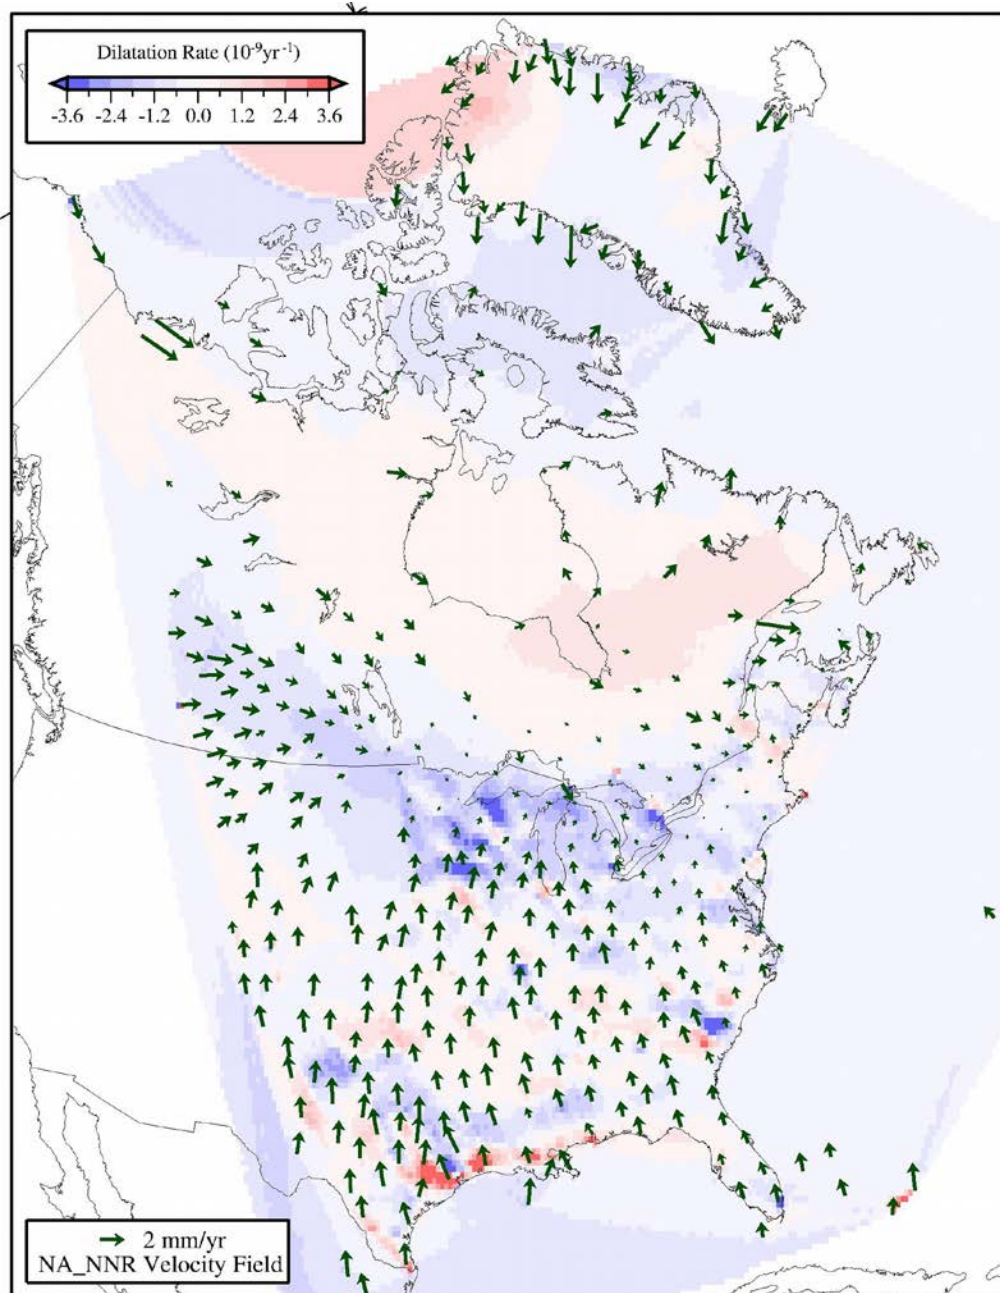 Dilatation Rate (10⁻⁹yr⁻¹)
-3.6 -2.4 -1.2 0.0 1.2 2.4 3.6
2 mm/yr
NA_NNR Velocity Field